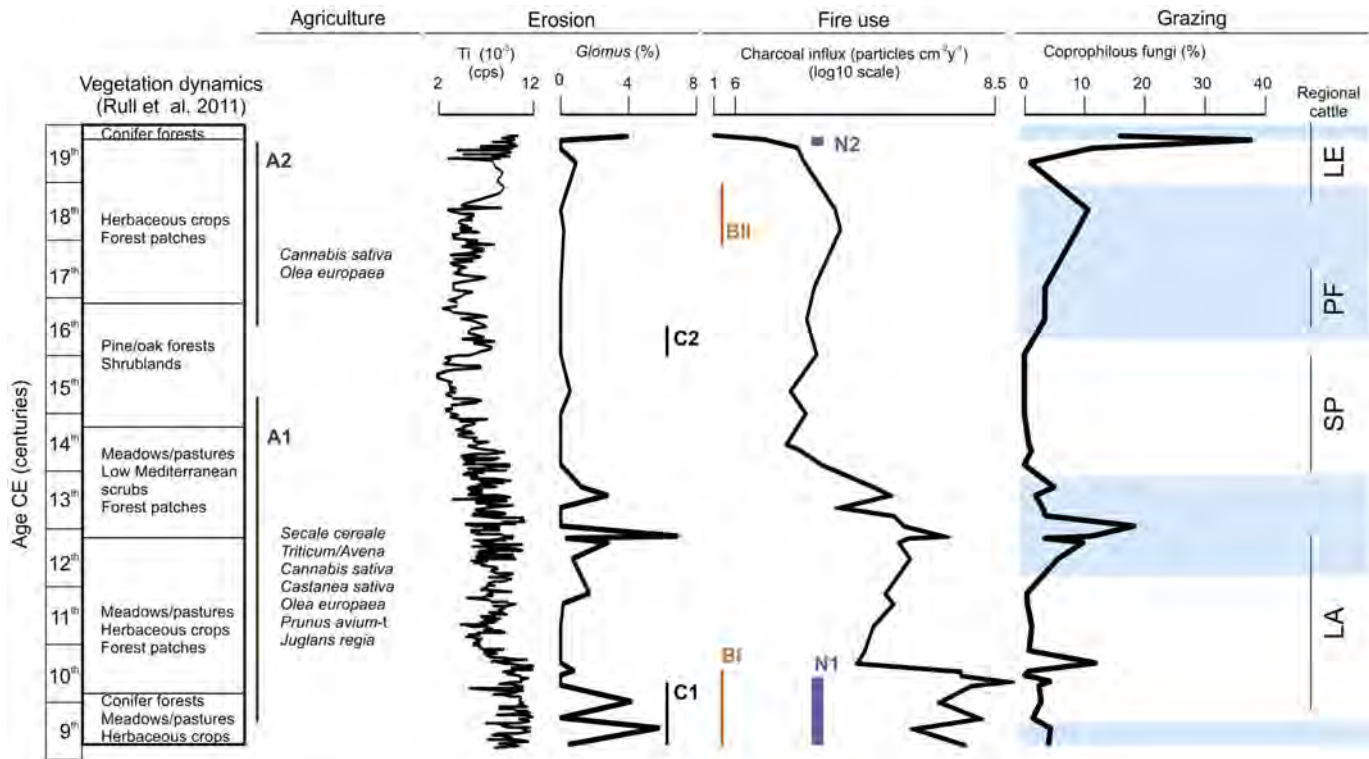 Agriculture
Erosion
Fire use
Grazing
Ti (10⁻⁵)
(cps)
2 12
Glomus (%)
0 4 8
Charcoal influx (particles cm⁻²y⁻¹)
(log10 scale)
1 6 8.5
Coprophilous fungi (%)
0 10 20 30 40
Regional
cattle
Vegetation dynamics
(Rull et al. 2011)
Age CE (centuries)
19th
18th
17th
16th
15th
14th
13th
12th
11th
10th
9th
Conifer forests
Herbaceous crops
Forest patches
Pine/oak forests
Shrublands
Meadows/pastures
Low Mediterranean
scrubs
Forest patches
Meadows/pastures
Herbaceous crops
Forest patches
Conifer forests
Meadows/pastures
Herbaceous crops
A2
Cannabis sativa
Olea europaea
A1
Secale cereale
Triticum/Avena
Cannabis sativa
Castanea sativa
Olea europaea
Prunus avium-t
Juglans regia
C2
C1
BII
BI
N2
N1
LE
PF
SP
LA